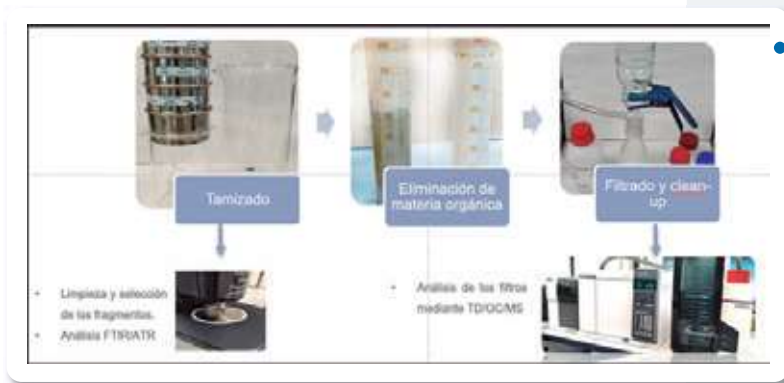 Tamizado
Eliminación de
materia orgánica
Filtrado y clean-
up
• Limpieza y selección
de los fragmentos.
• Análisis FTIR/ATR
• Análisis de los filtros
mediante TD/GC/MS